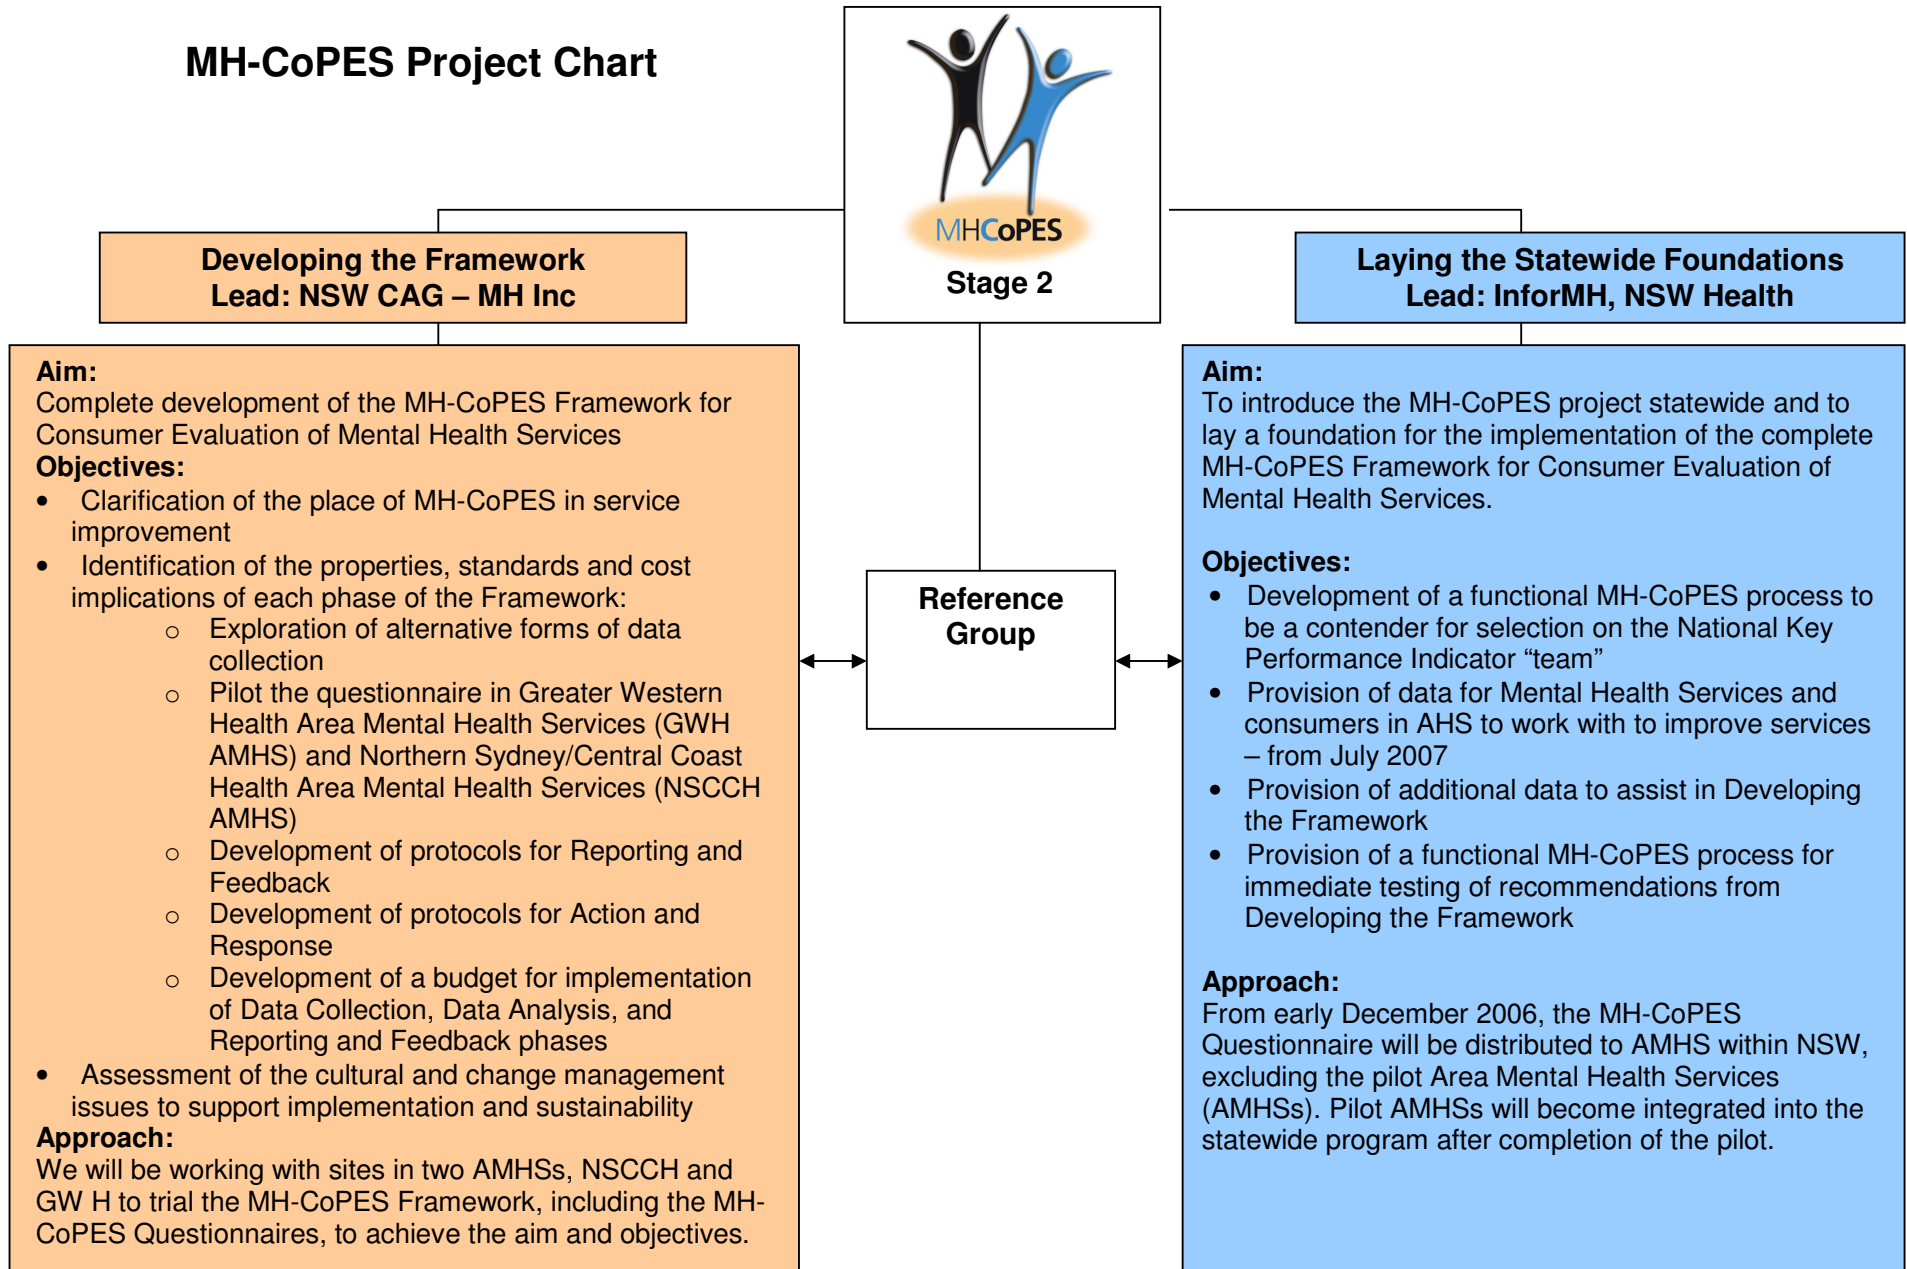 MH-CoPES Project Chart
MHCoPES
Stage 2
Developing the Framework
Lead: NSW CAG – MH Inc
Laying the Statewide Foundations
Lead: InforMH, NSW Health
Aim:
Complete development of the MH-CoPES Framework for
Consumer Evaluation of Mental Health Services
Objectives:
• Clarification of the place of MH-CoPES in service
improvement
• Identification of the properties, standards and cost
implications of each phase of the Framework:
o Exploration of alternative forms of data
collection
o Pilot the questionnaire in Greater Western
Health Area Mental Health Services (GWH
AMHS) and Northern Sydney/Central Coast
Health Area Mental Health Services (NSCCH
AMHS)
o Development of protocols for Reporting and
Feedback
o Development of protocols for Action and
Response
o Development of a budget for implementation
of Data Collection, Data Analysis, and
Reporting and Feedback phases
• Assessment of the cultural and change management
issues to support implementation and sustainability
Approach:
We will be working with sites in two AMHSs, NSCCH and
GW H to trial the MH-CoPES Framework, including the MH-
CoPES Questionnaires, to achieve the aim and objectives.
Reference
Group
Aim:
To introduce the MH-CoPES project statewide and to
lay a foundation for the implementation of the complete
MH-CoPES Framework for Consumer Evaluation of
Mental Health Services.
Objectives:
• Development of a functional MH-CoPES process to
be a contender for selection on the National Key
Performance Indicator “team”
• Provision of data for Mental Health Services and
consumers in AHS to work with to improve services
– from July 2007
• Provision of additional data to assist in Developing
the Framework
• Provision of a functional MH-CoPES process for
immediate testing of recommendations from
Developing the Framework
Approach:
From early December 2006, the MH-CoPES
Questionnaire will be distributed to AMHS within NSW,
excluding the pilot Area Mental Health Services
(AMHSs). Pilot AMHSs will become integrated into the
statewide program after completion of the pilot.